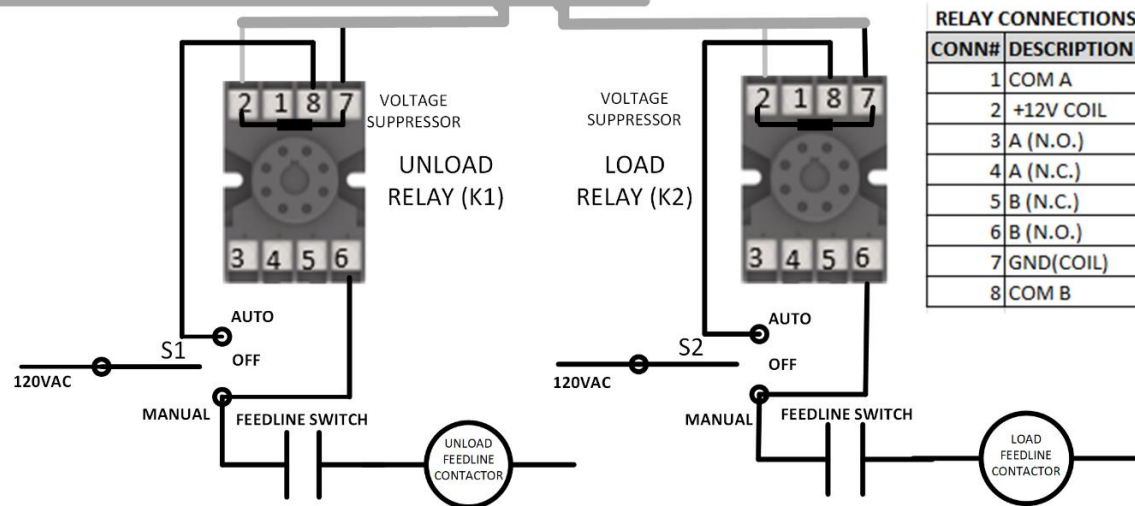 RELAY CONNECTIONS
CONN# DESCRIPTION
1 COM A
2 +12V COIL
3 A (N.O.)
4 A (N.C.)
5 B (N.C.)
6 B (N.O.)
7 GND(COIL)
8 COM B
2 1 8 7
VOLTAGE
SUPPRESSOR
UNLOAD
RELAY (K1)
3 4 5 6
AUTO
S1
OFF
120VAC
MANUAL
FEEDLINE SWITCH
UNLOAD
FEEDLINE
CONTACTOR
VOLTAGE
SUPPRESSOR
LOAD
RELAY (K2)
2 1 8 7
3 4 5 6
AUTO
S2
OFF
120VAC
MANUAL
FEEDLINE SWITCH
LOAD
FEEDLINE
CONTACTOR